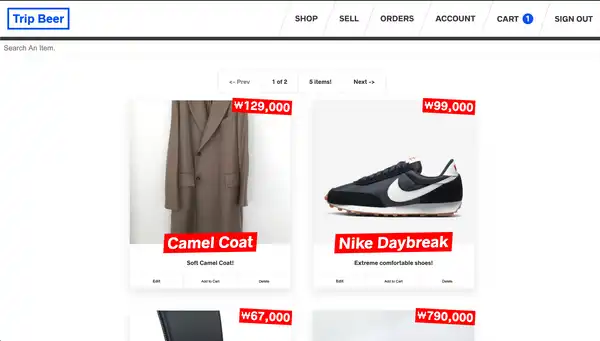 Trip Beer
SHOP SELL ORDERS ACCOUNT CART 1 SIGN OUT
Search An Item.
<- Prev 1 of 2 5 items! Next ->
₩129,000
₩99,000
Camel Coat
Nike Daybreak
Soft Camel Coat!
Extreme comfortable shoes!
Edit Add to Cart Delete
Edit Add to Cart Delete
₩67,000
₩790,000